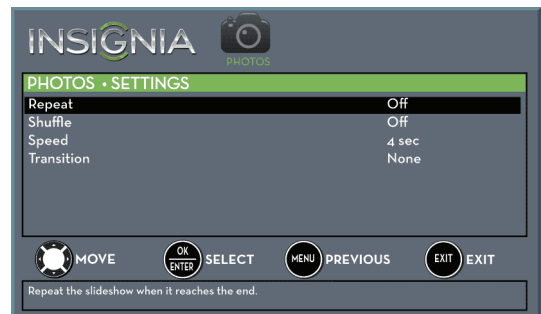 INSIGNIA
PHOTOS
PHOTOS • SETTINGS
Repeat Off
Shuffle Off
Speed 4 sec
Transition None
MOVE OK ENTER SELECT MENU PREVIOUS EXIT EXIT
Repeat the slideshow when it reaches the end.